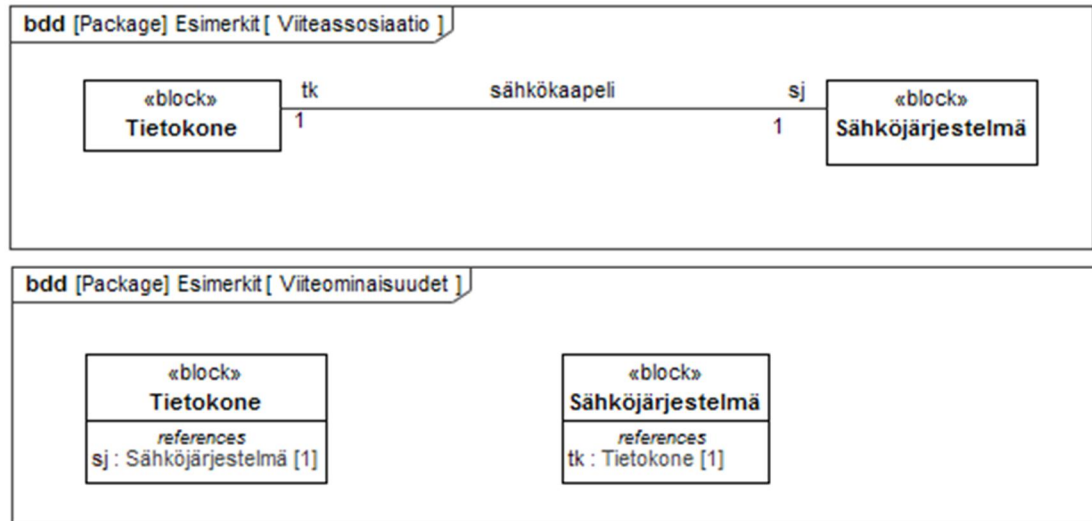 bdd [Package] Esimerkit [ Viiteassosiaatio ]
«block»
Tietokone
tk
1
sähkökaapeli
sj
1
«block»
Sähköjärjestelmä
bdd [Package] Esimerkit [ Viiteominaisuudet ]
«block»
Tietokone
references
sj : Sähköjärjestelmä [1]
«block»
Sähköjärjestelmä
references
tk : Tietokone [1]